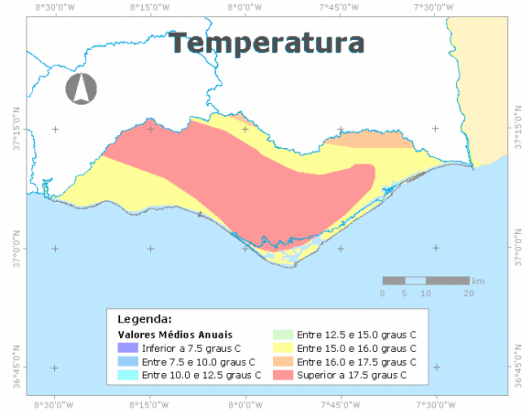 8°30'0"W 8°15'0"W 8°0'0"W 7°45'0"W 7°30'0"W
Temperatura
37°15'0"N 37°15'0"N
37°0'0"N 37°0'0"N
km
0 5 10 20
Legenda:
Valores Médios Anuais
Inferior a 7.5 graus C
Entre 7.5 e 10.0 graus C
Entre 10.0 e 12.5 graus C
Entre 12.5 e 15.0 graus C
Entre 15.0 e 16.0 graus C
Entre 16.0 e 17.5 graus C
Superior a 17.5 graus C
36°45'0"N 36°45'0"N
8°30'0"W 8°15'0"W 8°0'0"W 7°45'0"W 7°30'0"W